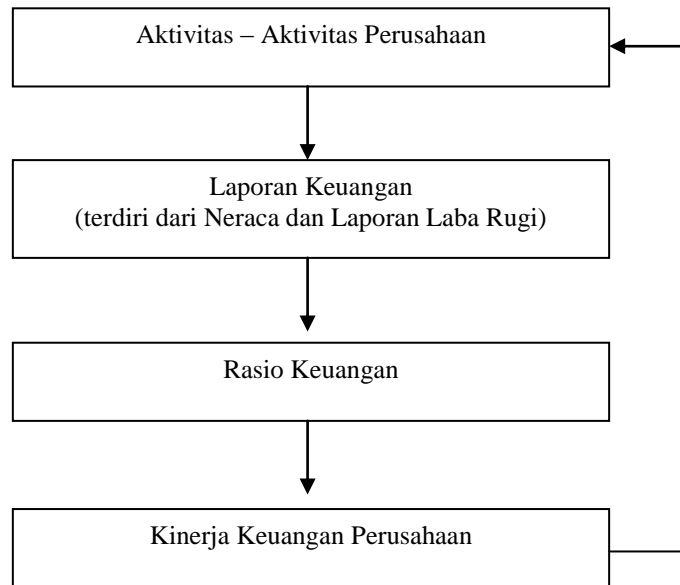 Aktivitas – Aktivitas Perusahaan
Laporan Keuangan
(terdiri dari Neraca dan Laporan Laba Rugi)
Rasio Keuangan
Kinerja Keuangan Perusahaan